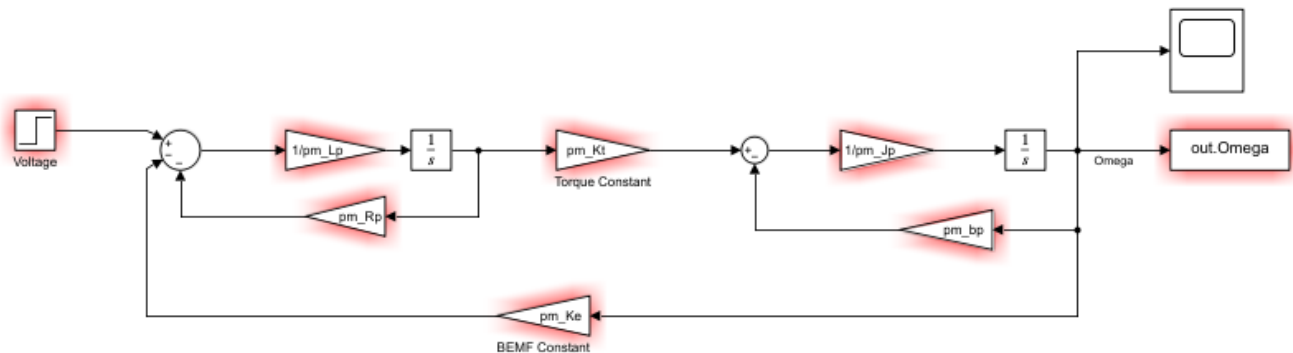 Voltage
+
−
−
1/pm_Lp
1
s
pm_Rp
pm_Kt
Torque Constant
+
−
1/pm_Jp
1
s
pm_bp
Omega
out.Omega
pm_Ke
BEMF Constant